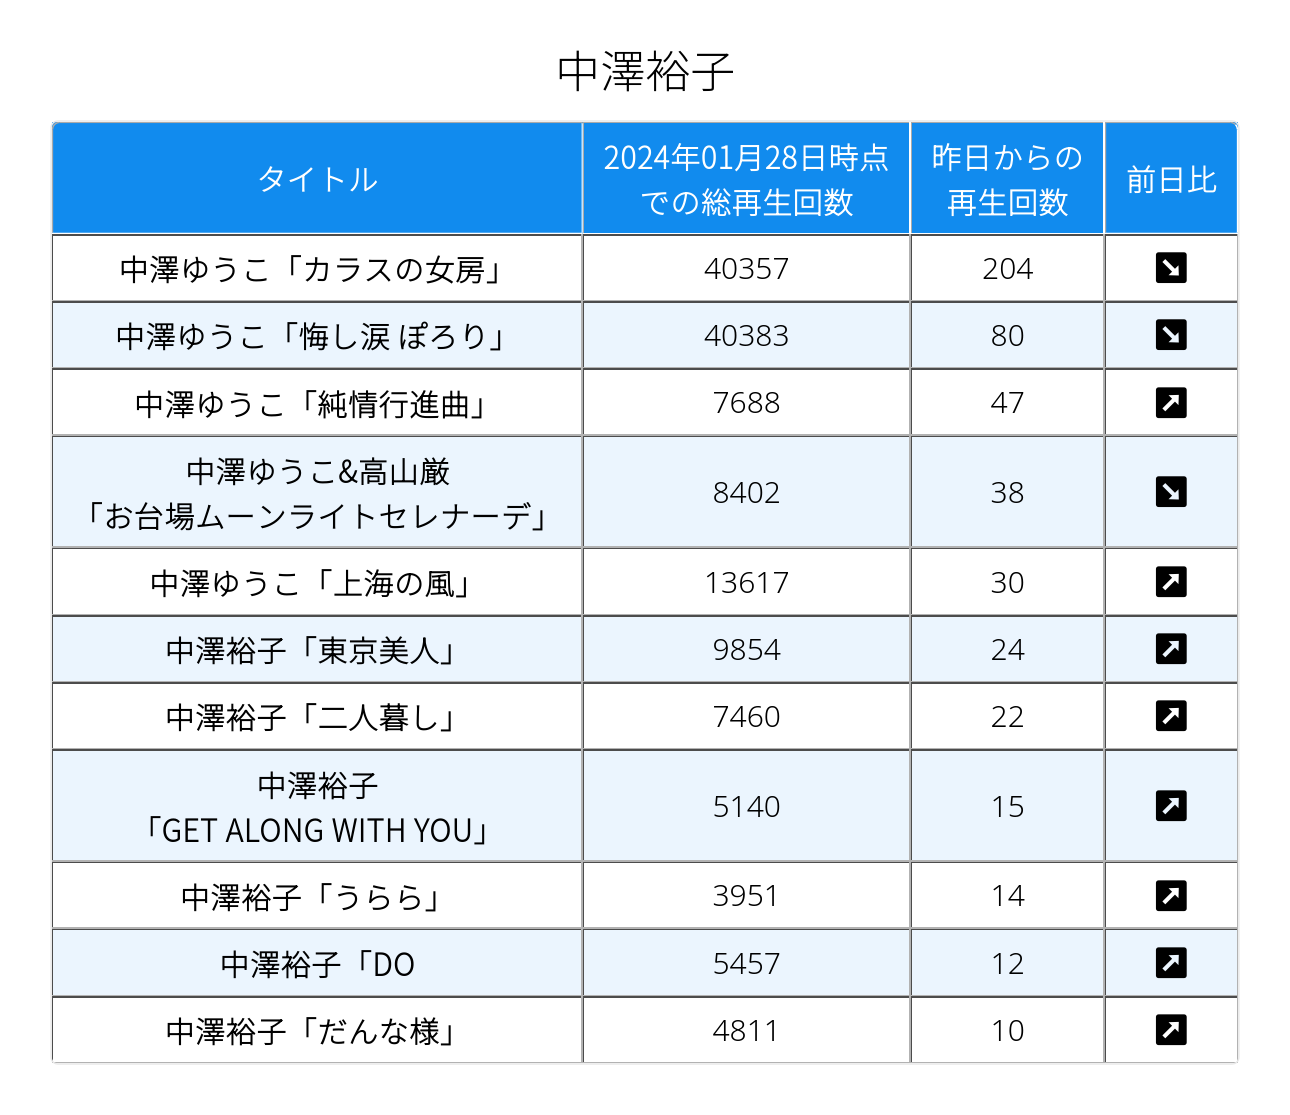 中澤裕子
タイトル
2024年01月28日時点
での総再生回数
昨日からの
再生回数
前日比
中澤ゆうこ「カラスの女房」 40357 204
中澤ゆうこ「悔し涙 ぽろり」 40383 80
中澤ゆうこ「純情行進曲」 7688 47
中澤ゆうこ&高山厳
「お台場ムーンライトセレナーデ」 8402 38
中澤ゆうこ「上海の風」 13617 30
中澤裕子「東京美人」 9854 24
中澤裕子「二人暮し」 7460 22
中澤裕子
「GET ALONG WITH YOU」 5140 15
中澤裕子「うらら」 3951 14
中澤裕子「DO 5457 12
中澤裕子「だんな様」 4811 10